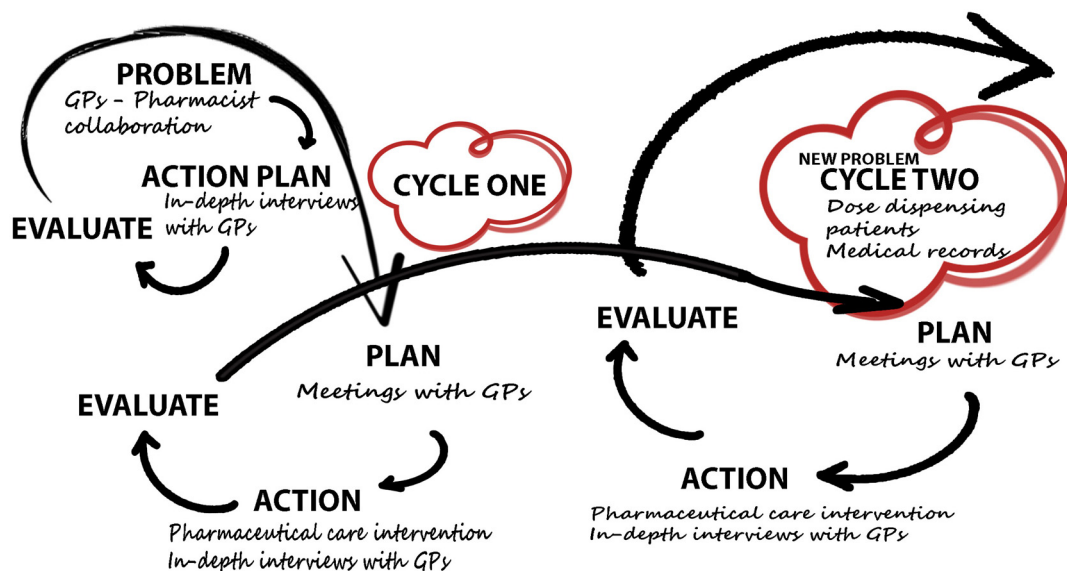 PROBLEM
GPs - Pharmacist
collaboration
ACTION PLAN
In-depth interviews
with GPs
EVALUATE
CYCLE ONE
PLAN
Meetings with GPs
ACTION
Pharmaceutical care intervention
In-depth interviews with GPs
EVALUATE
NEW PROBLEM
CYCLE TWO
Dose dispensing
patients
Medical records
PLAN
Meetings with GPs
ACTION
Pharmaceutical care intervention
In-depth interviews with GPs
EVALUATE